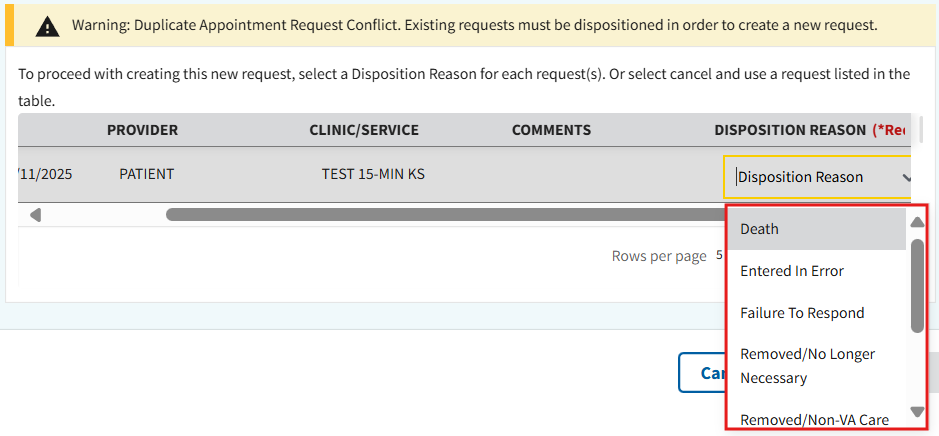 Warning: Duplicate Appointment Request Conflict. Existing requests must be dispositioned in order to create a new request.
To proceed with creating this new request, select a Disposition Reason for each request(s). Or select cancel and use a request listed in the
table.
PROVIDER CLINIC/SERVICE COMMENTS DISPOSITION REASON (*Rec
/11/2025 PATIENT TEST 15-MIN KS Disposition Reason
Rows per page 5
Death
Entered In Error
Failure To Respond
Removed/No Longer
Necessary
Removed/Non-VA Care
Can